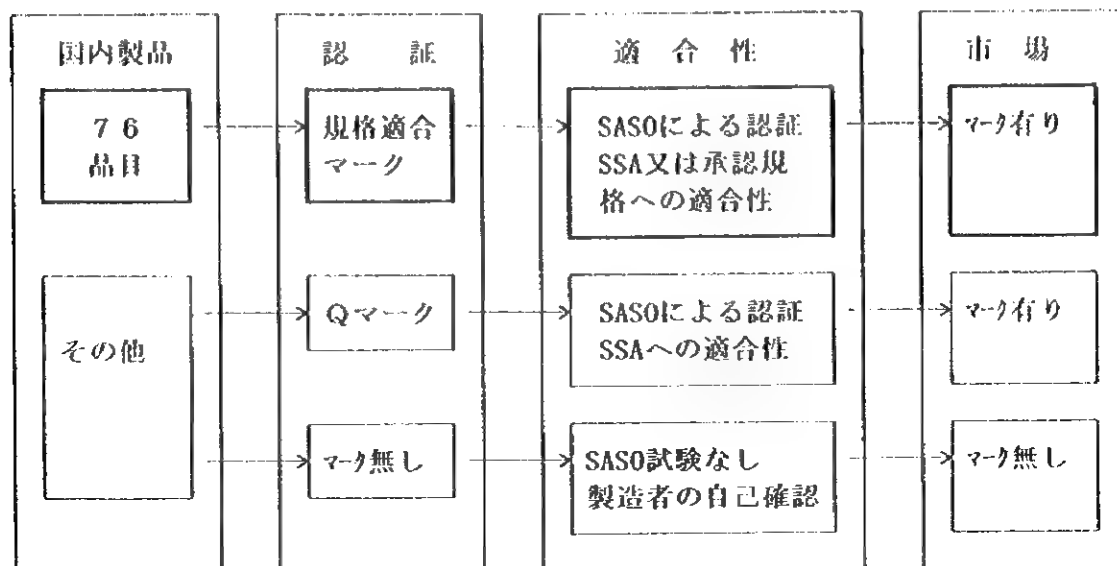 国内製品
認 証
適 合 性
市 場
７６
品目
規格適合
マーク
SASOによる認証
SSA又は承認規
格への適合性
マーク有り
その他
Qマーク
SASOによる認証
SSAへの適合性
マーク有り
マーク無し
SASO試験なし
製造者の自己確認
マーク無し